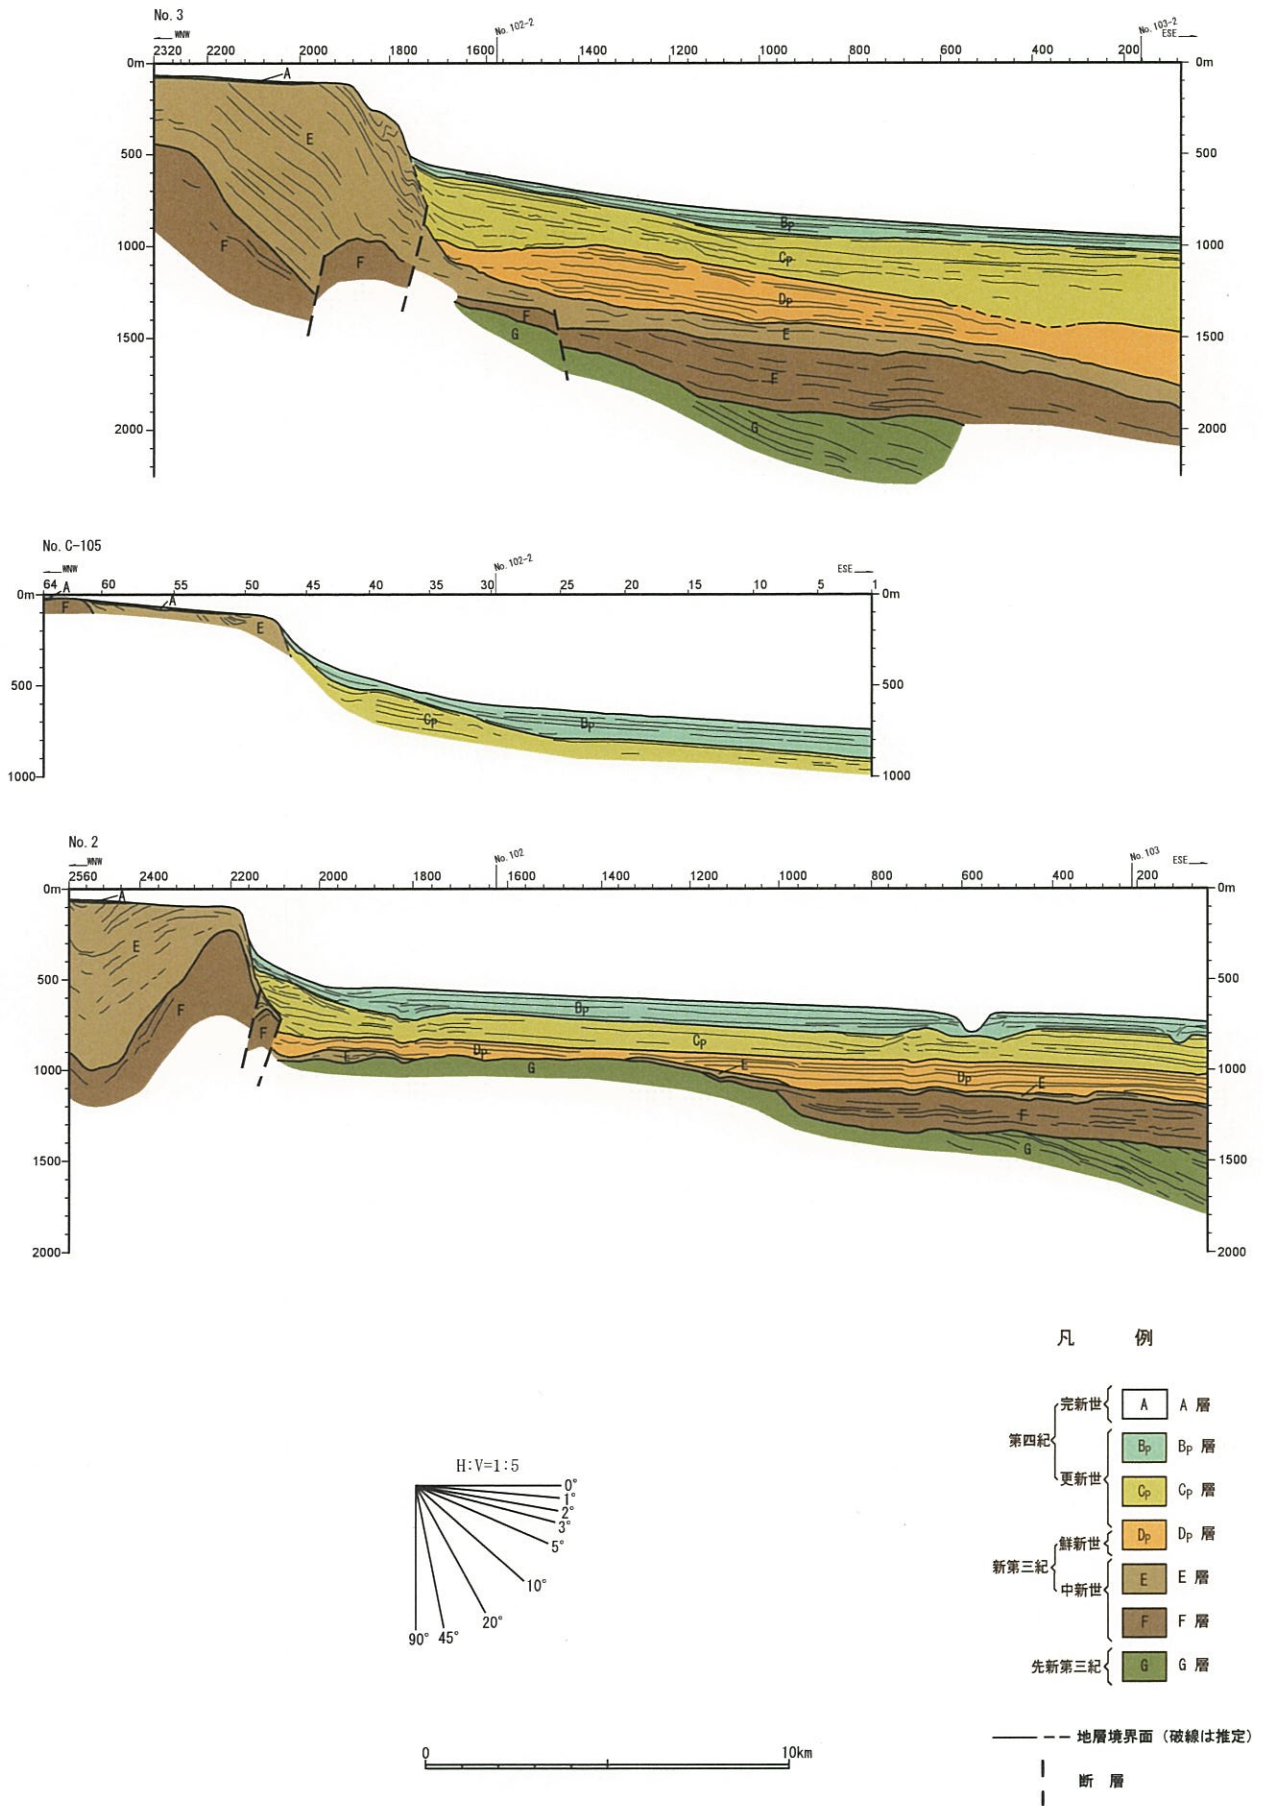 No. 3
WNW
No. 102-2
No. 103-2
ESE
2320 2200 2000 1800 1600 1400 1200 1000 800 600 400 200
0m
0m
A
E
500
500
Bp
F
1000
1000
F
Cp
Dp
F
E
1500
G
1500
F
2000
G
2000
No. C-105
WNW
No. 102-2
ESE
64 A 60 55 50 45 40 35 30 25 20 15 10 5 1
0m
0m
F
A
E
500
500
Cp
Dp
1000
1000
No. 2
WNW
No. 102
No. 103
ESE
2560 2400 2200 2000 1800 1600 1400 1200 1000 800 600 400 200
0m
0m
A
E
500
500
F
Bp
F
Cp
E
Dp
E
1000
G
Dp
E
1000
F
1500
G
1500
2000
2000
凡 例
完新世 A A 層
第四紀
Bp Bp 層
更新世 Cp Cp 層
鮮新世 Dp Dp 層
新第三紀
中新世 E E 層
F F 層
先新第三紀 G G 層
H:V=1:5
0°
1°
2°
3°
5°
10°
20°
90° 45°
地層境界面 (破線は推定)
0 10km
断 層